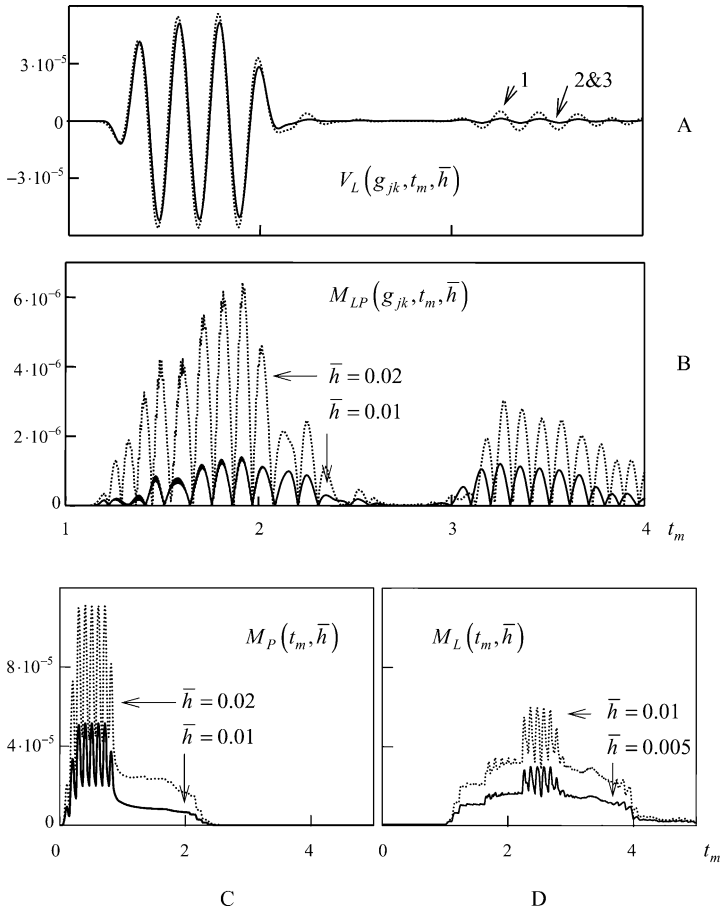 3·10⁻⁵
0
−3·10⁻⁵
1
2&3
V_L(g_jk, t_m, h̅)
A
6·10⁻⁶
4·10⁻⁶
2·10⁻⁶
0
M_LP(g_jk, t_m, h̅)
h̅ = 0.02
h̅ = 0.01
B
1 2 3 4 t_m
8·10⁻⁵
4·10⁻⁵
0
M_P(t_m, h̅)
h̅ = 0.02
h̅ = 0.01
0 2 4
C
M_L(t_m, h̅)
h̅ = 0.01
h̅ = 0.005
0 2 4 t_m
D